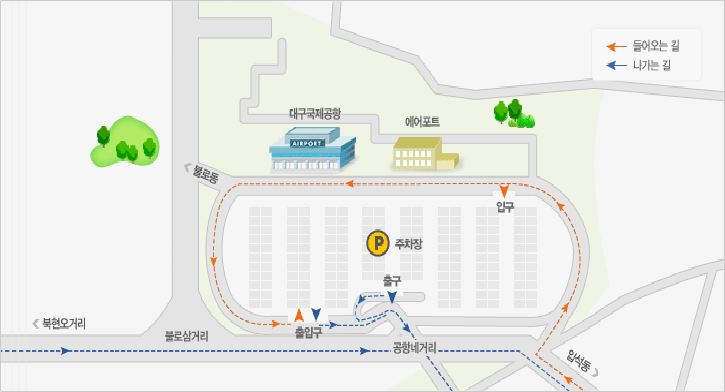 들어오는 길
나가는 길
대구국제공항
에어포트
AIRPORT
불로동
입구
P 주차장
출구
북현오거리
불로삼거리
출입구
공항네거리
입석동